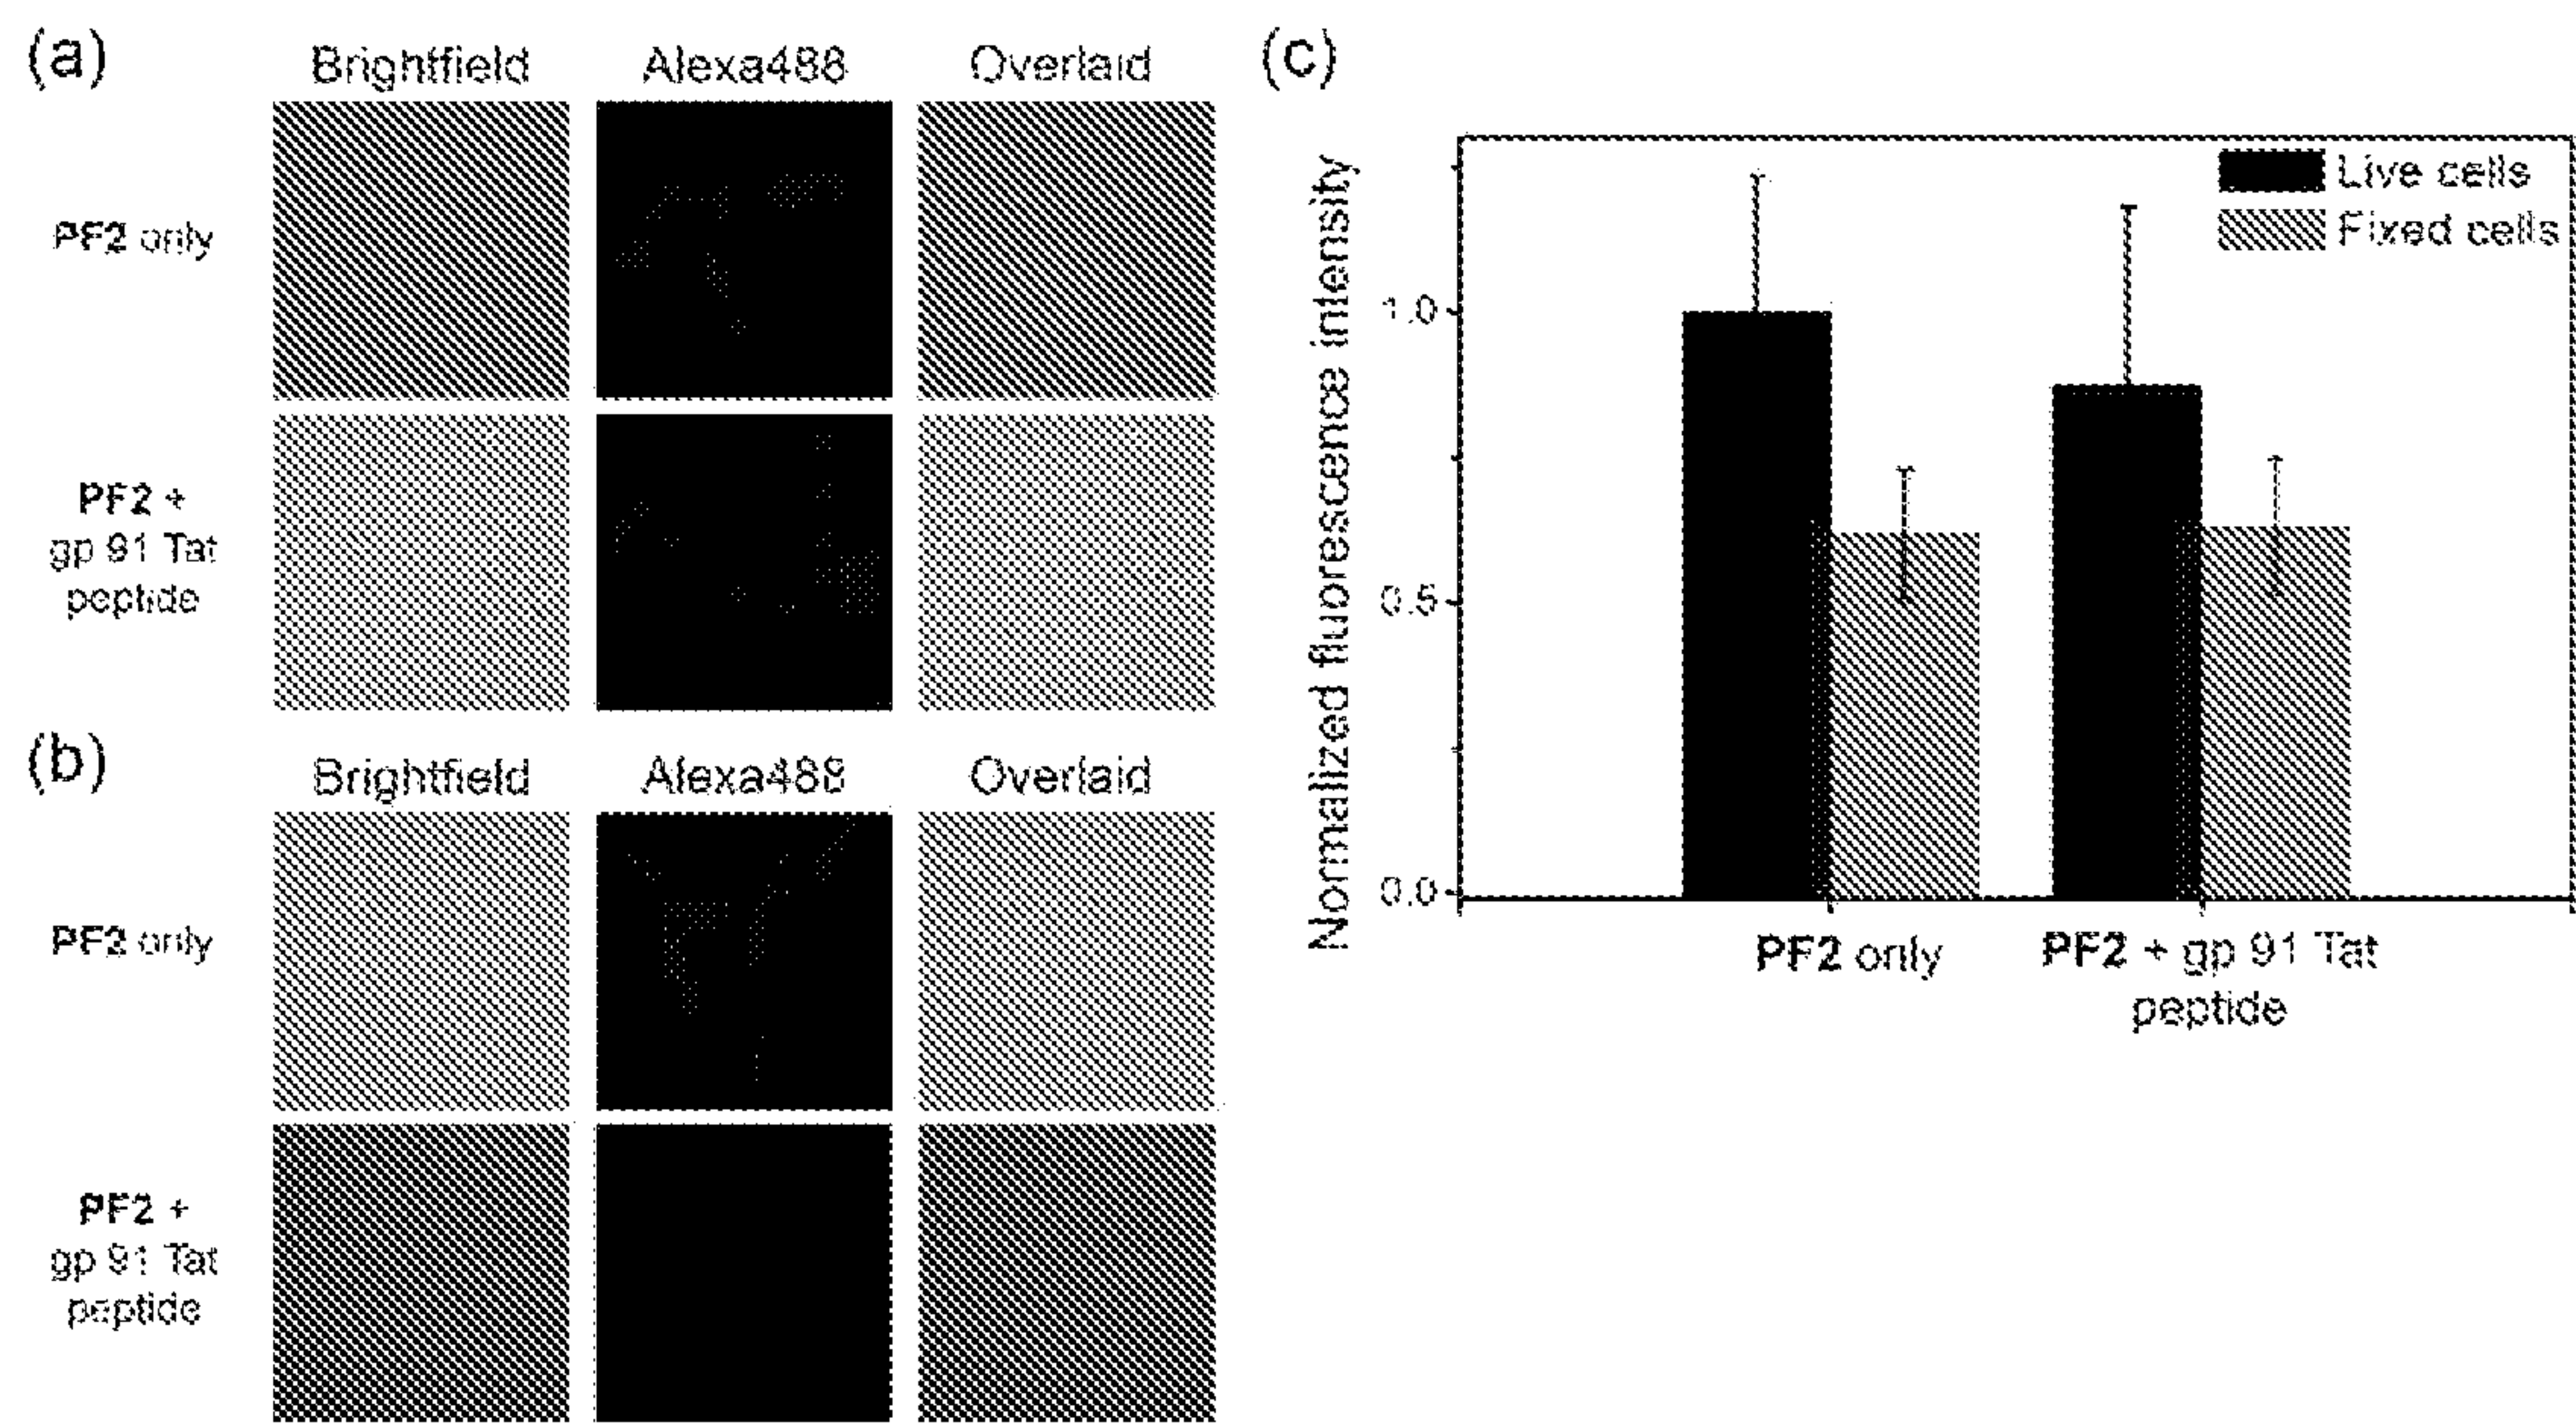 (a)
Brightfield Alexa488 Overlaid
PF2 only
PF2 +
gp 91 Tat
peptide
(b)
Brightfield Alexa488 Overlaid
PF2 only
PF2 +
gp 91 Tat
peptide
(c)
Normalized fluorescence intensity
1.0
0.5
0.0
Live cells
Fixed cells
PF2 only
PF2 + gp 91 Tat
peptide